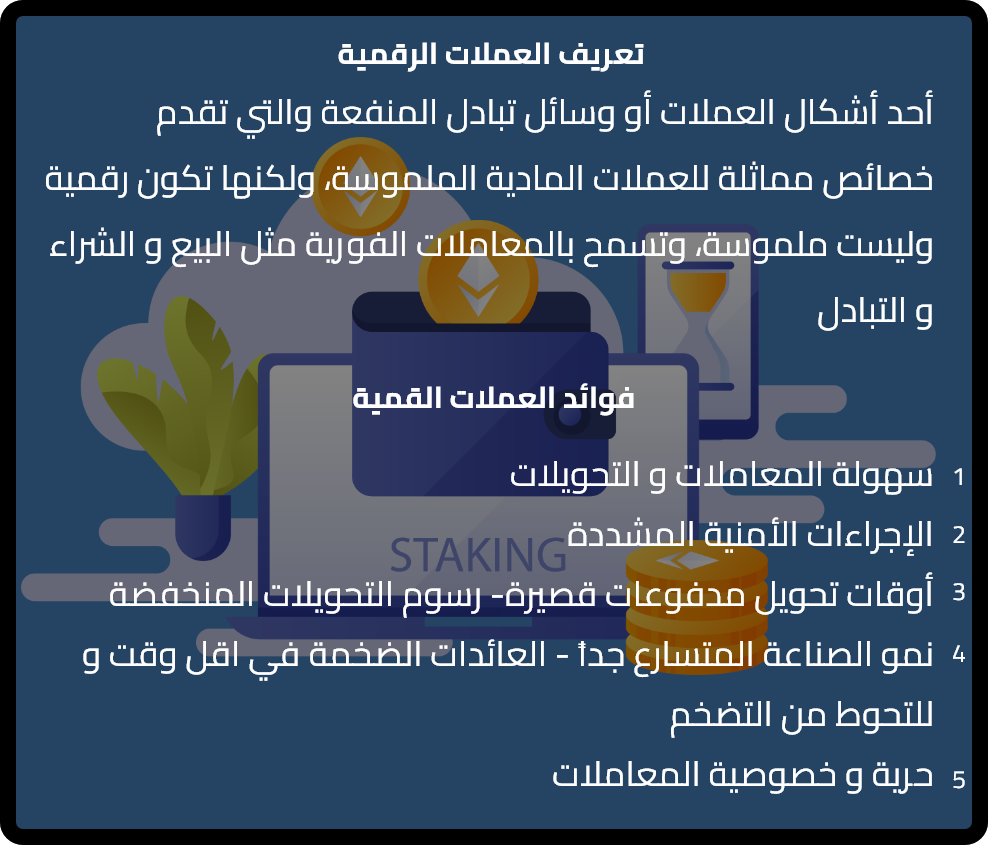 تعريف العملات الرقمية
أحد أشكال العملات أو وسائل تبادل المنفعة والتي تقدم
خصائص مماثلة للعملات المادية الملموسة، ولكنها تكون رقمية
وليست ملموسة، وتسمح بالمعاملات الفورية مثل البيع و الشراء
و التبادل
فوائد العملات القمية
1 سهولة المعاملات و التحويلات
2 الإجراءات الأمنية المشددة
STAKING
3 أوقات تحويل مدفوعات قصيرة- رسوم التحويلات المنخفضة
4 نمو الصناعة المتسارع جداً - العائدات الضخمة في اقل وقت و
للتحوط من التضخم
5 حرية و خصوصية المعاملات